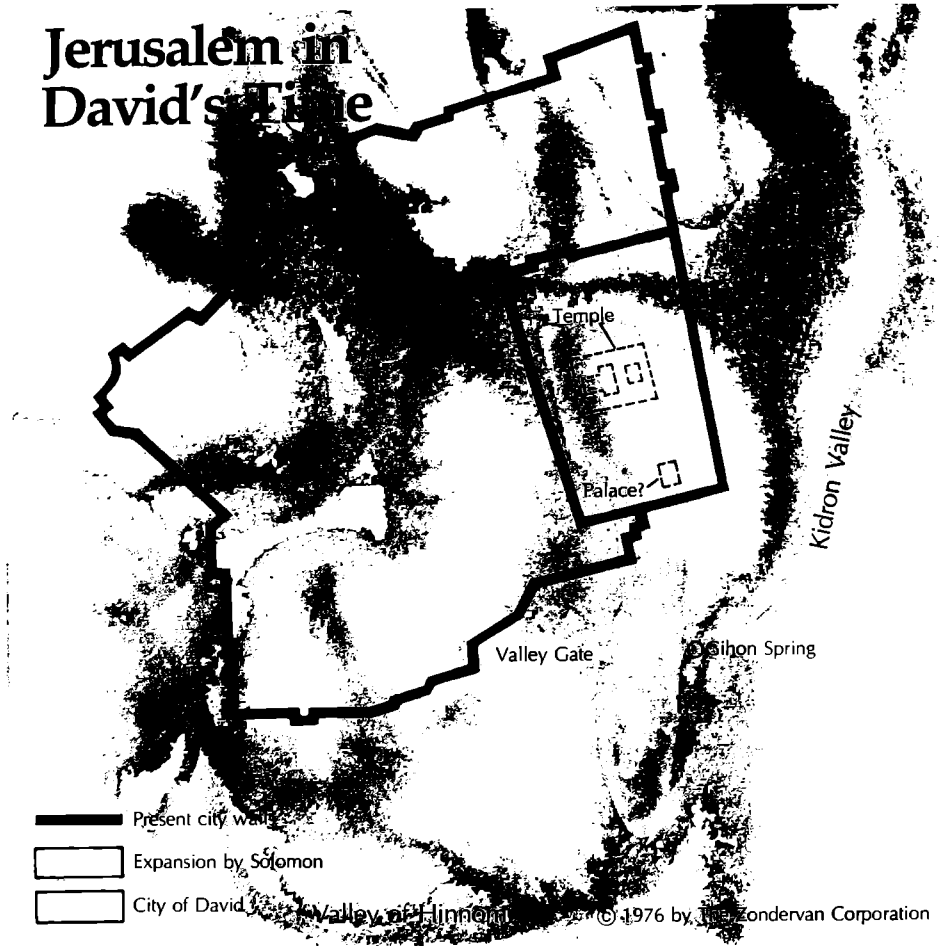 Jerusalem in
David's Time
Temple
Palace?
Kidron Valley
Valley Gate
Gihon Spring
Present city walls
Expansion by Solomon
City of David
Valley of Hinnom
© 1976 by The Zondervan Corporation